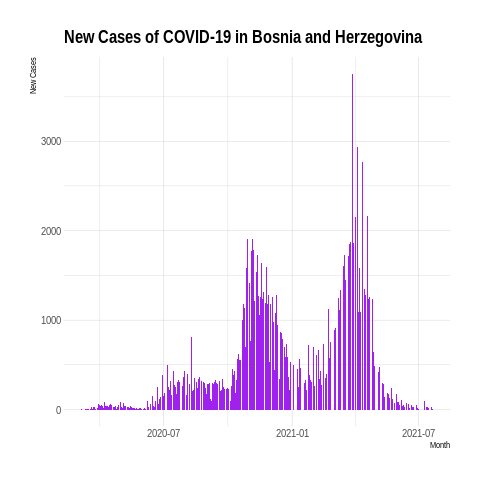 New Cases of COVID-19 in Bosnia and Herzegovina
New Cases
3000
2000
1000
0
2020-07 2021-01 2021-07
Month